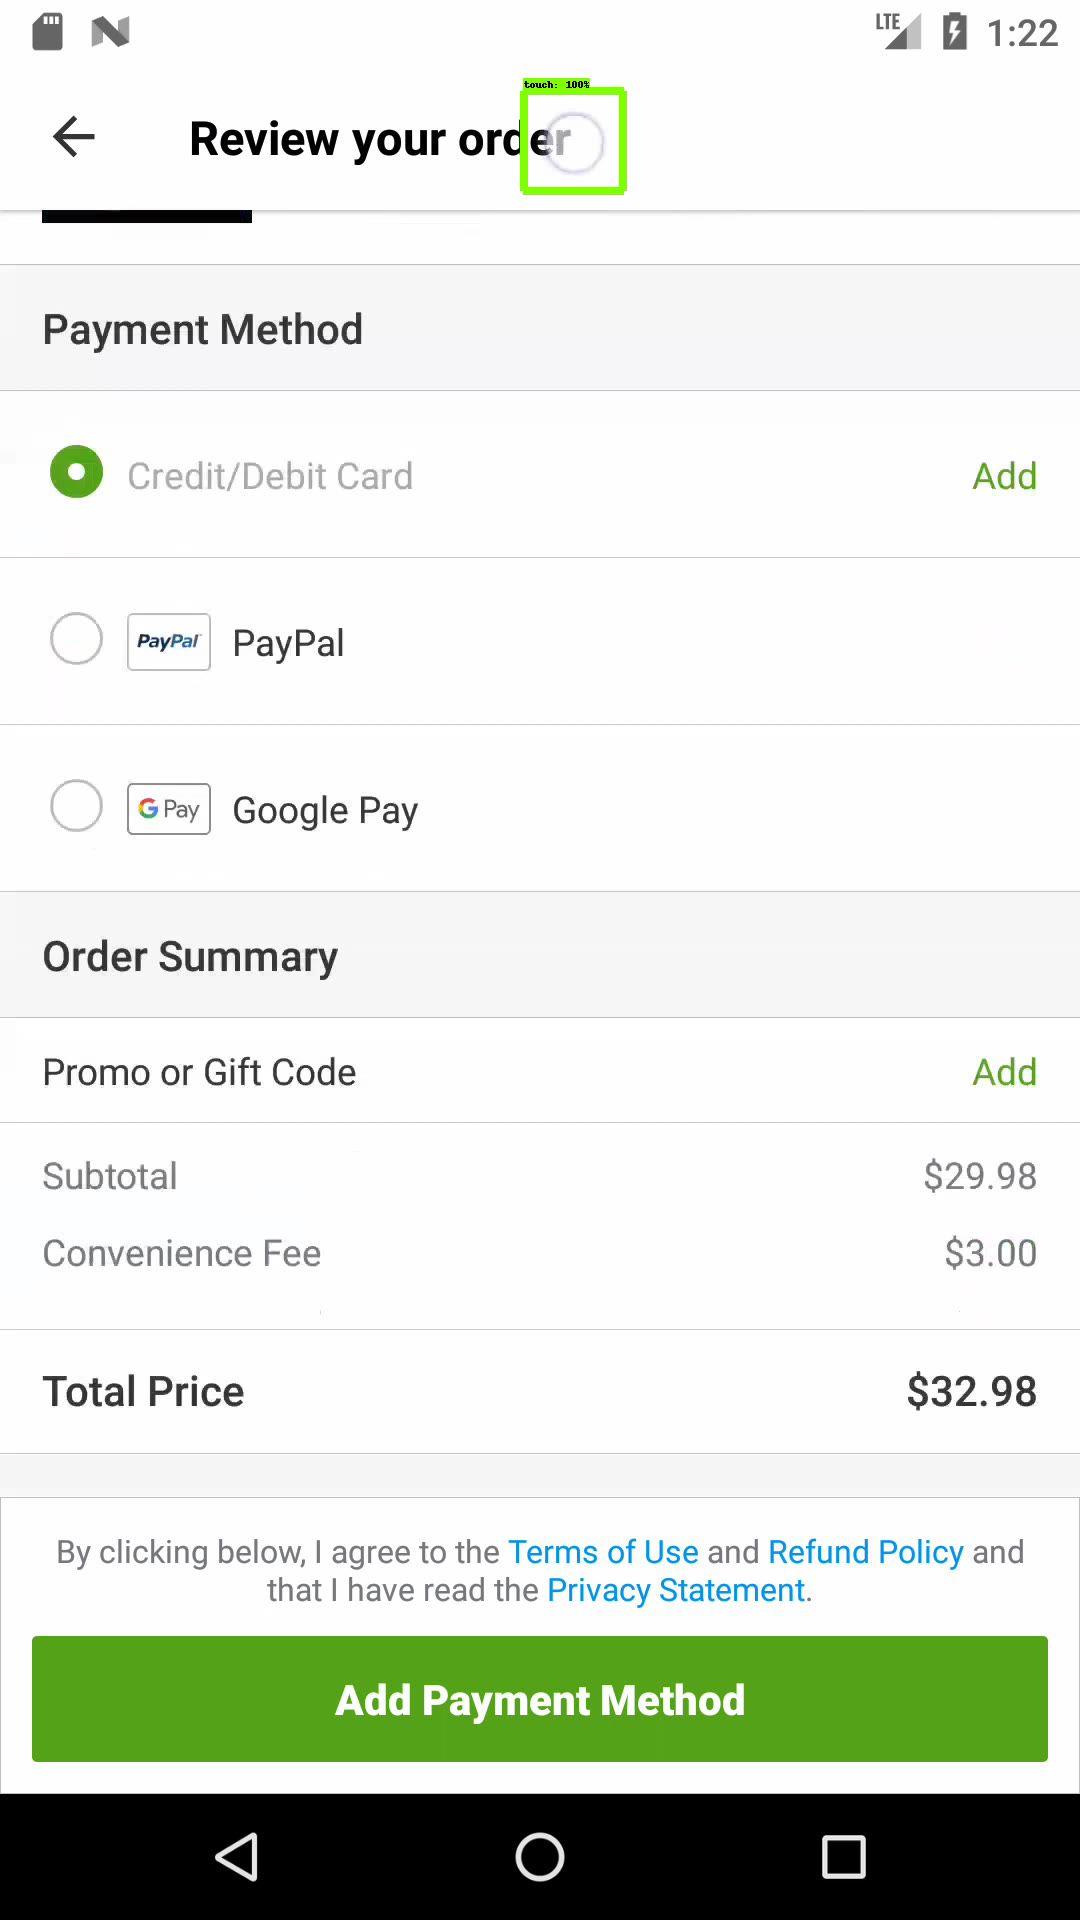 LTE 1:22
touch: 100%
Review your order
Payment Method
Credit/Debit Card Add
PayPal PayPal
G Pay Google Pay
Order Summary
Promo or Gift Code Add
Subtotal $29.98
Convenience Fee $3.00
Total Price $32.98
By clicking below, I agree to the Terms of Use and Refund Policy and
that I have read the Privacy Statement.
Add Payment Method